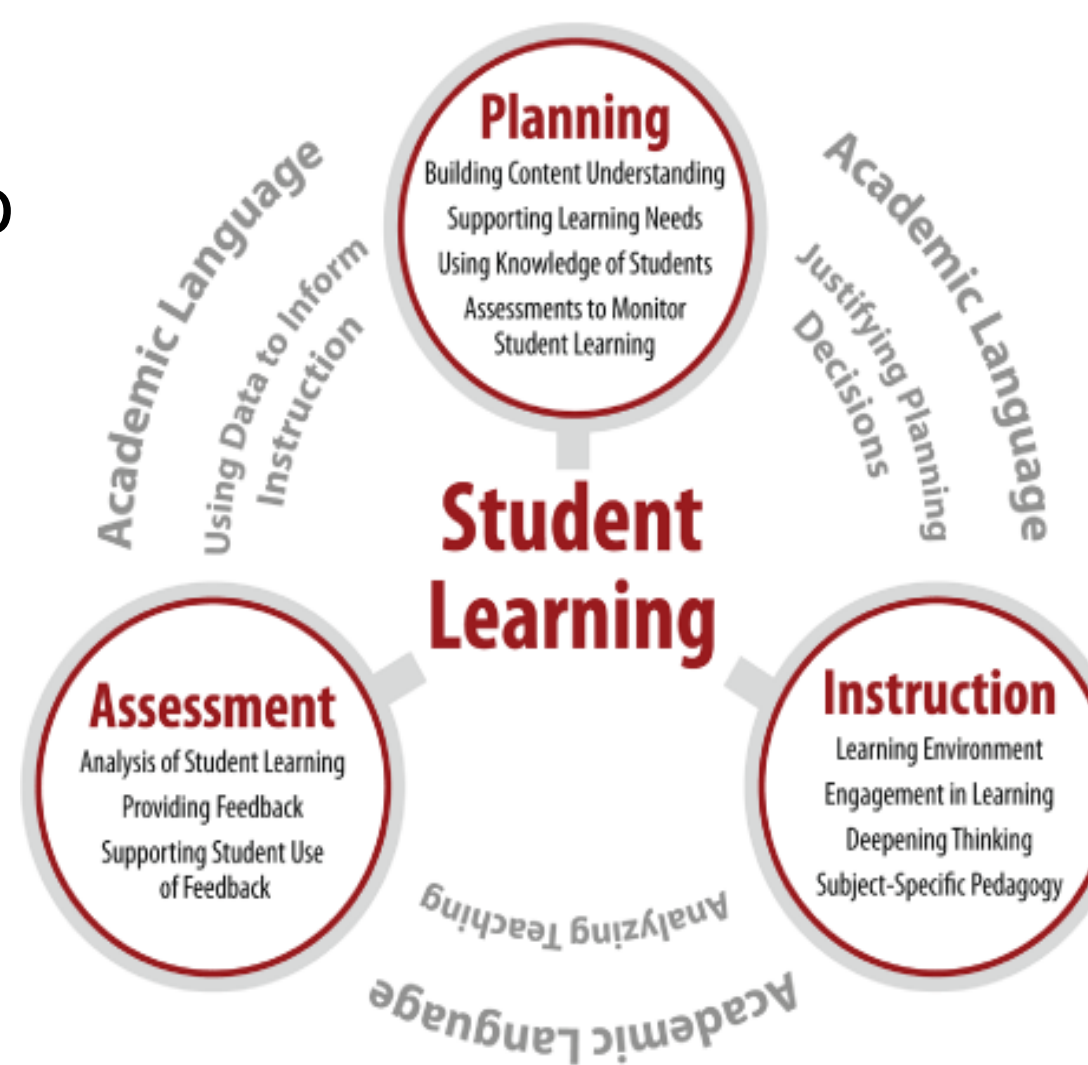 Planning
Building Content Understanding
Supporting Learning Needs
Using Knowledge of Students
Assessments to Monitor
Student Learning
Academic Language
Using Data to Inform
Instruction
Academic Language
Justifying Planning
Decisions
Student
Learning
Assessment
Analysis of Student Learning
Providing Feedback
Supporting Student Use
of Feedback
Instruction
Learning Environment
Engagement in Learning
Deepening Thinking
Subject-Specific Pedagogy
Analyzing Teaching
Academic Language